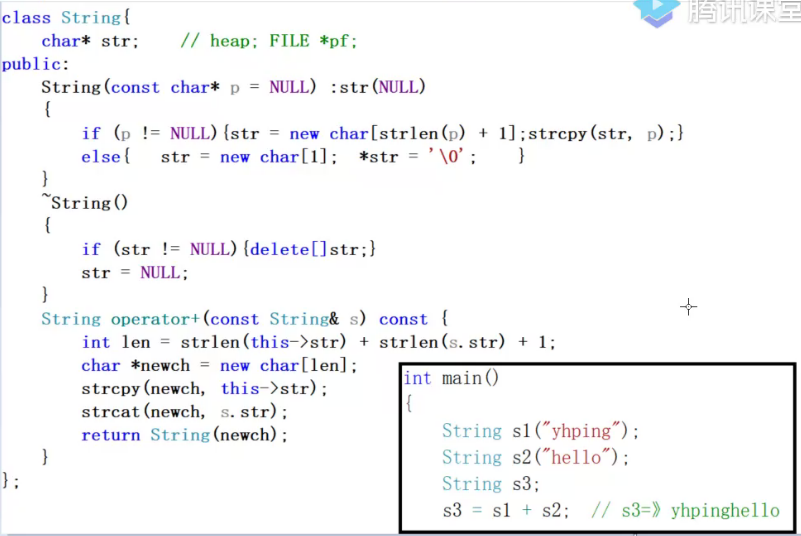 腾讯课堂
class String{
    char* str;    // heap; FILE *pf;
public:
    String(const char* p = NULL) :str(NULL)
    {
        if (p != NULL){str = new char[strlen(p) + 1];strcpy(str, p);}
        else{   str = new char[1];  *str = '\0';    }
    }
    ~String()
    {
        if (str != NULL){delete[]str;}
        str = NULL;
    }
    String operator+(const String& s) const {
        int len = strlen(this->str) + strlen(s.str) + 1;
        char *newch = new char[len];
        strcpy(newch, this->str);
        strcat(newch, s.str);
        return String(newch);
    }
};
int main()
{
    String s1("yhping");
    String s2("hello");
    String s3;
    s3 = s1 + s2;  // s3=》yhpinghello